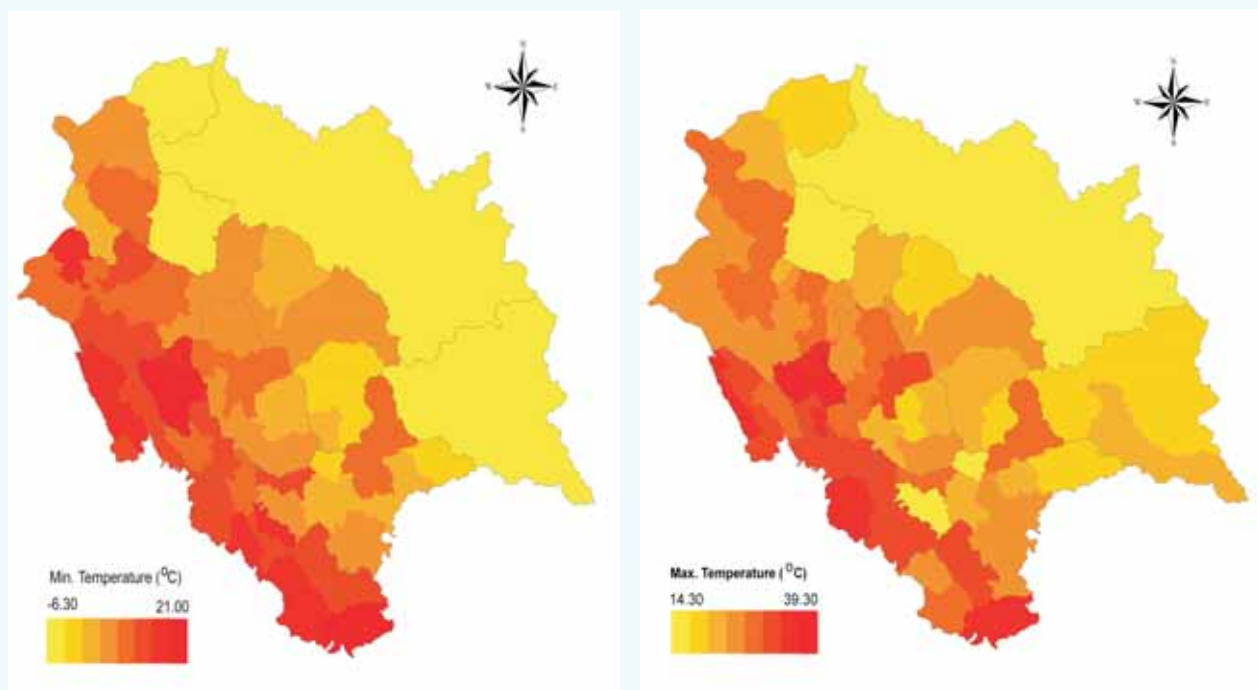 N
W
E
S
Min. Temperature (⁰C)
-6.30 21.00
N
W
E
S
Max. Temperature (⁰C)
14.30 39.30